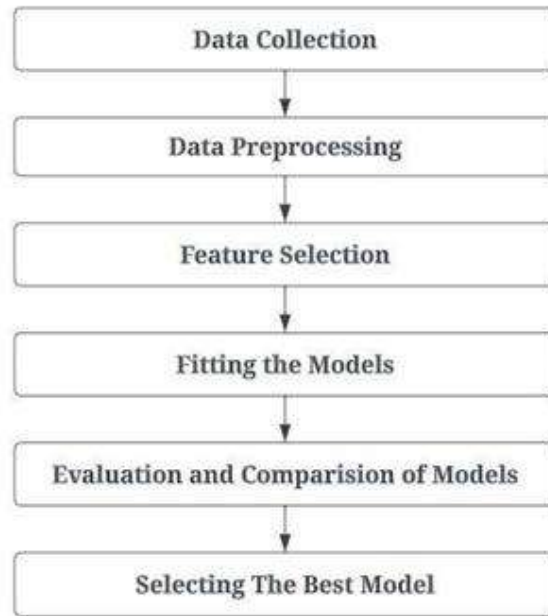 Data Collection
Data Preprocessing
Feature Selection
Fitting the Models
Evaluation and Comparision of Models
Selecting The Best Model